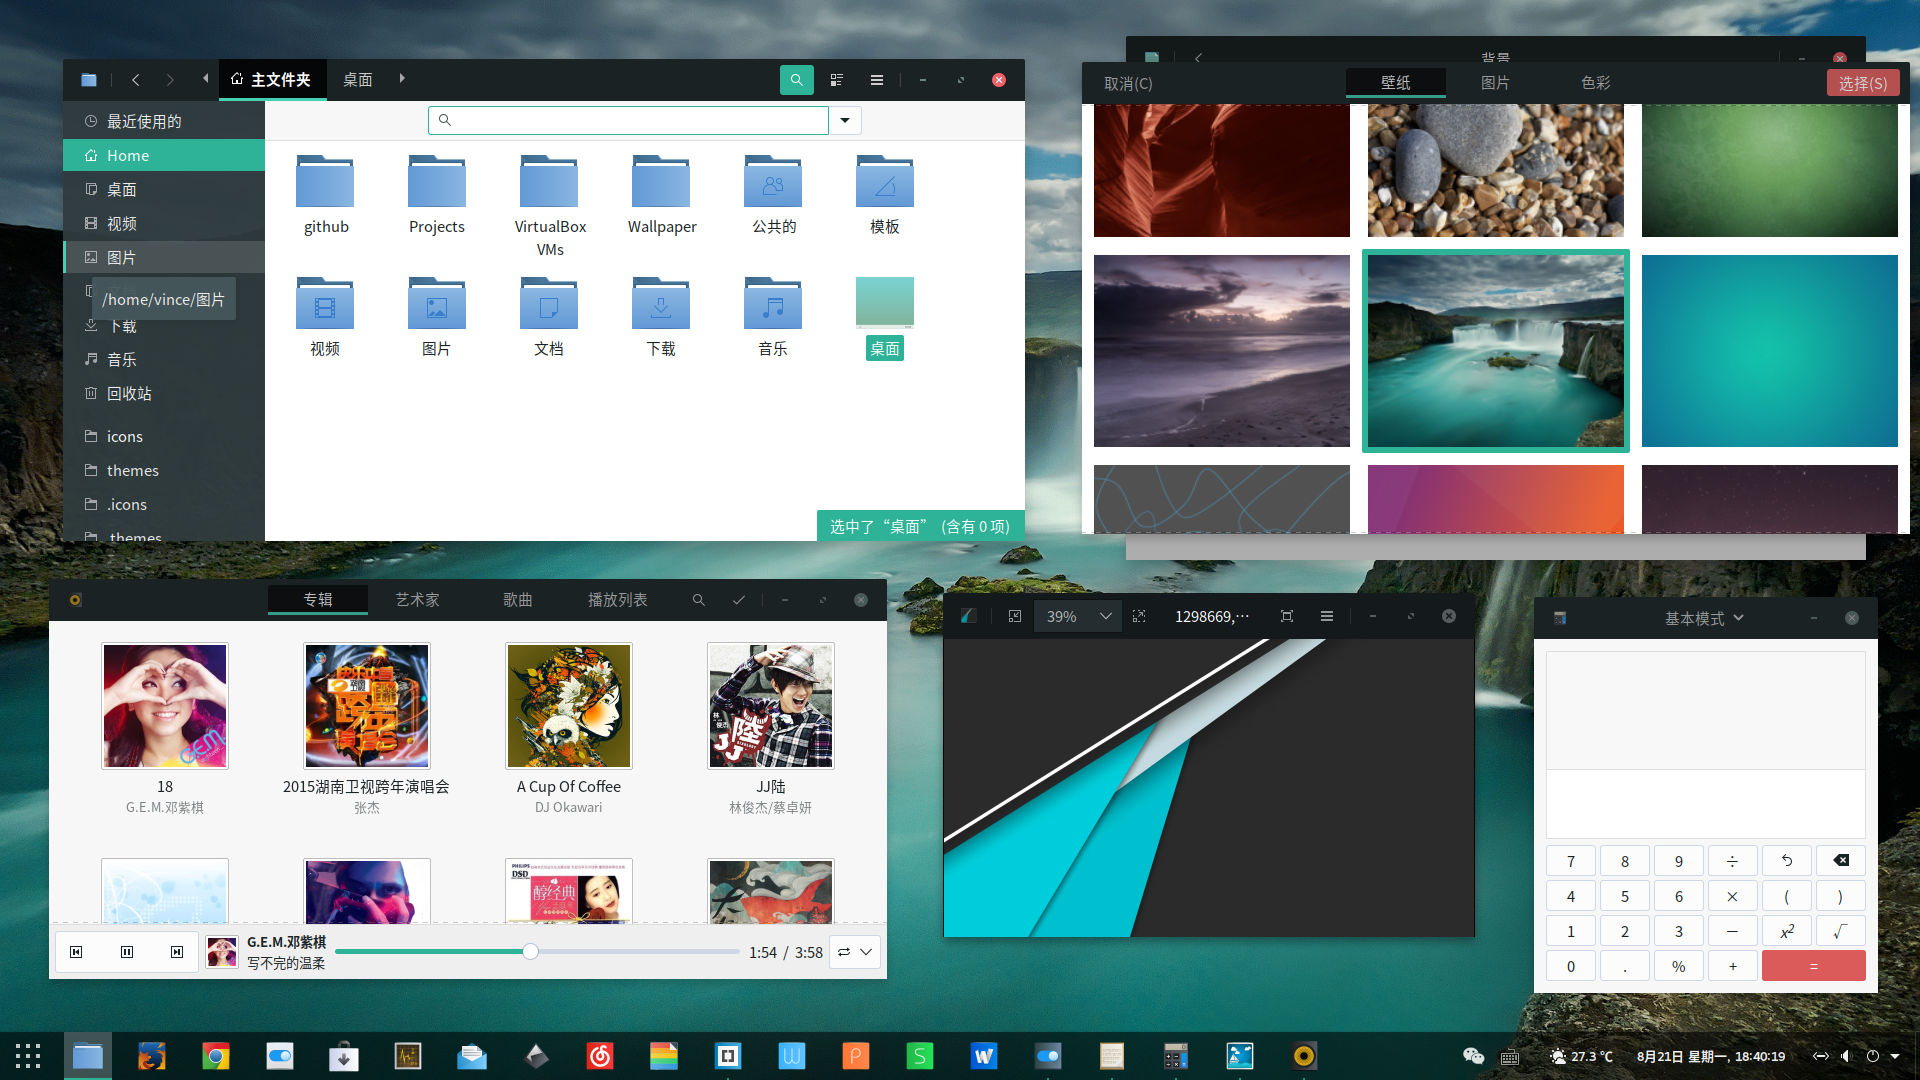 主文件夹
桌面
最近使用的
Home
桌面
视频
图片
/home/vince/图片
下载
音乐
回收站
icons
themes
.icons
.themes
github
Projects
VirtualBox
VMs
Wallpaper
公共的
模板
视频
图片
文档
下载
音乐
桌面
选中了“桌面” (含有 0 项)
背景
取消(C)
壁纸
图片
色彩
选择(S)
专辑
艺术家
歌曲
播放列表
18
G.E.M.邓紫棋
2015湖南卫视跨年演唱会
张杰
A Cup Of Coffee
DJ Okawari
JJ陆
林俊杰/蔡卓妍
G.E.M.邓紫棋
写不完的温柔
1:54 / 3:58
39%
1298669,…
基本模式
7 8 9 ÷
4 5 6 × ( )
1 2 3 − x² √
0 . % + =
27.3 ℃
8月21日 星期一, 18:40:19